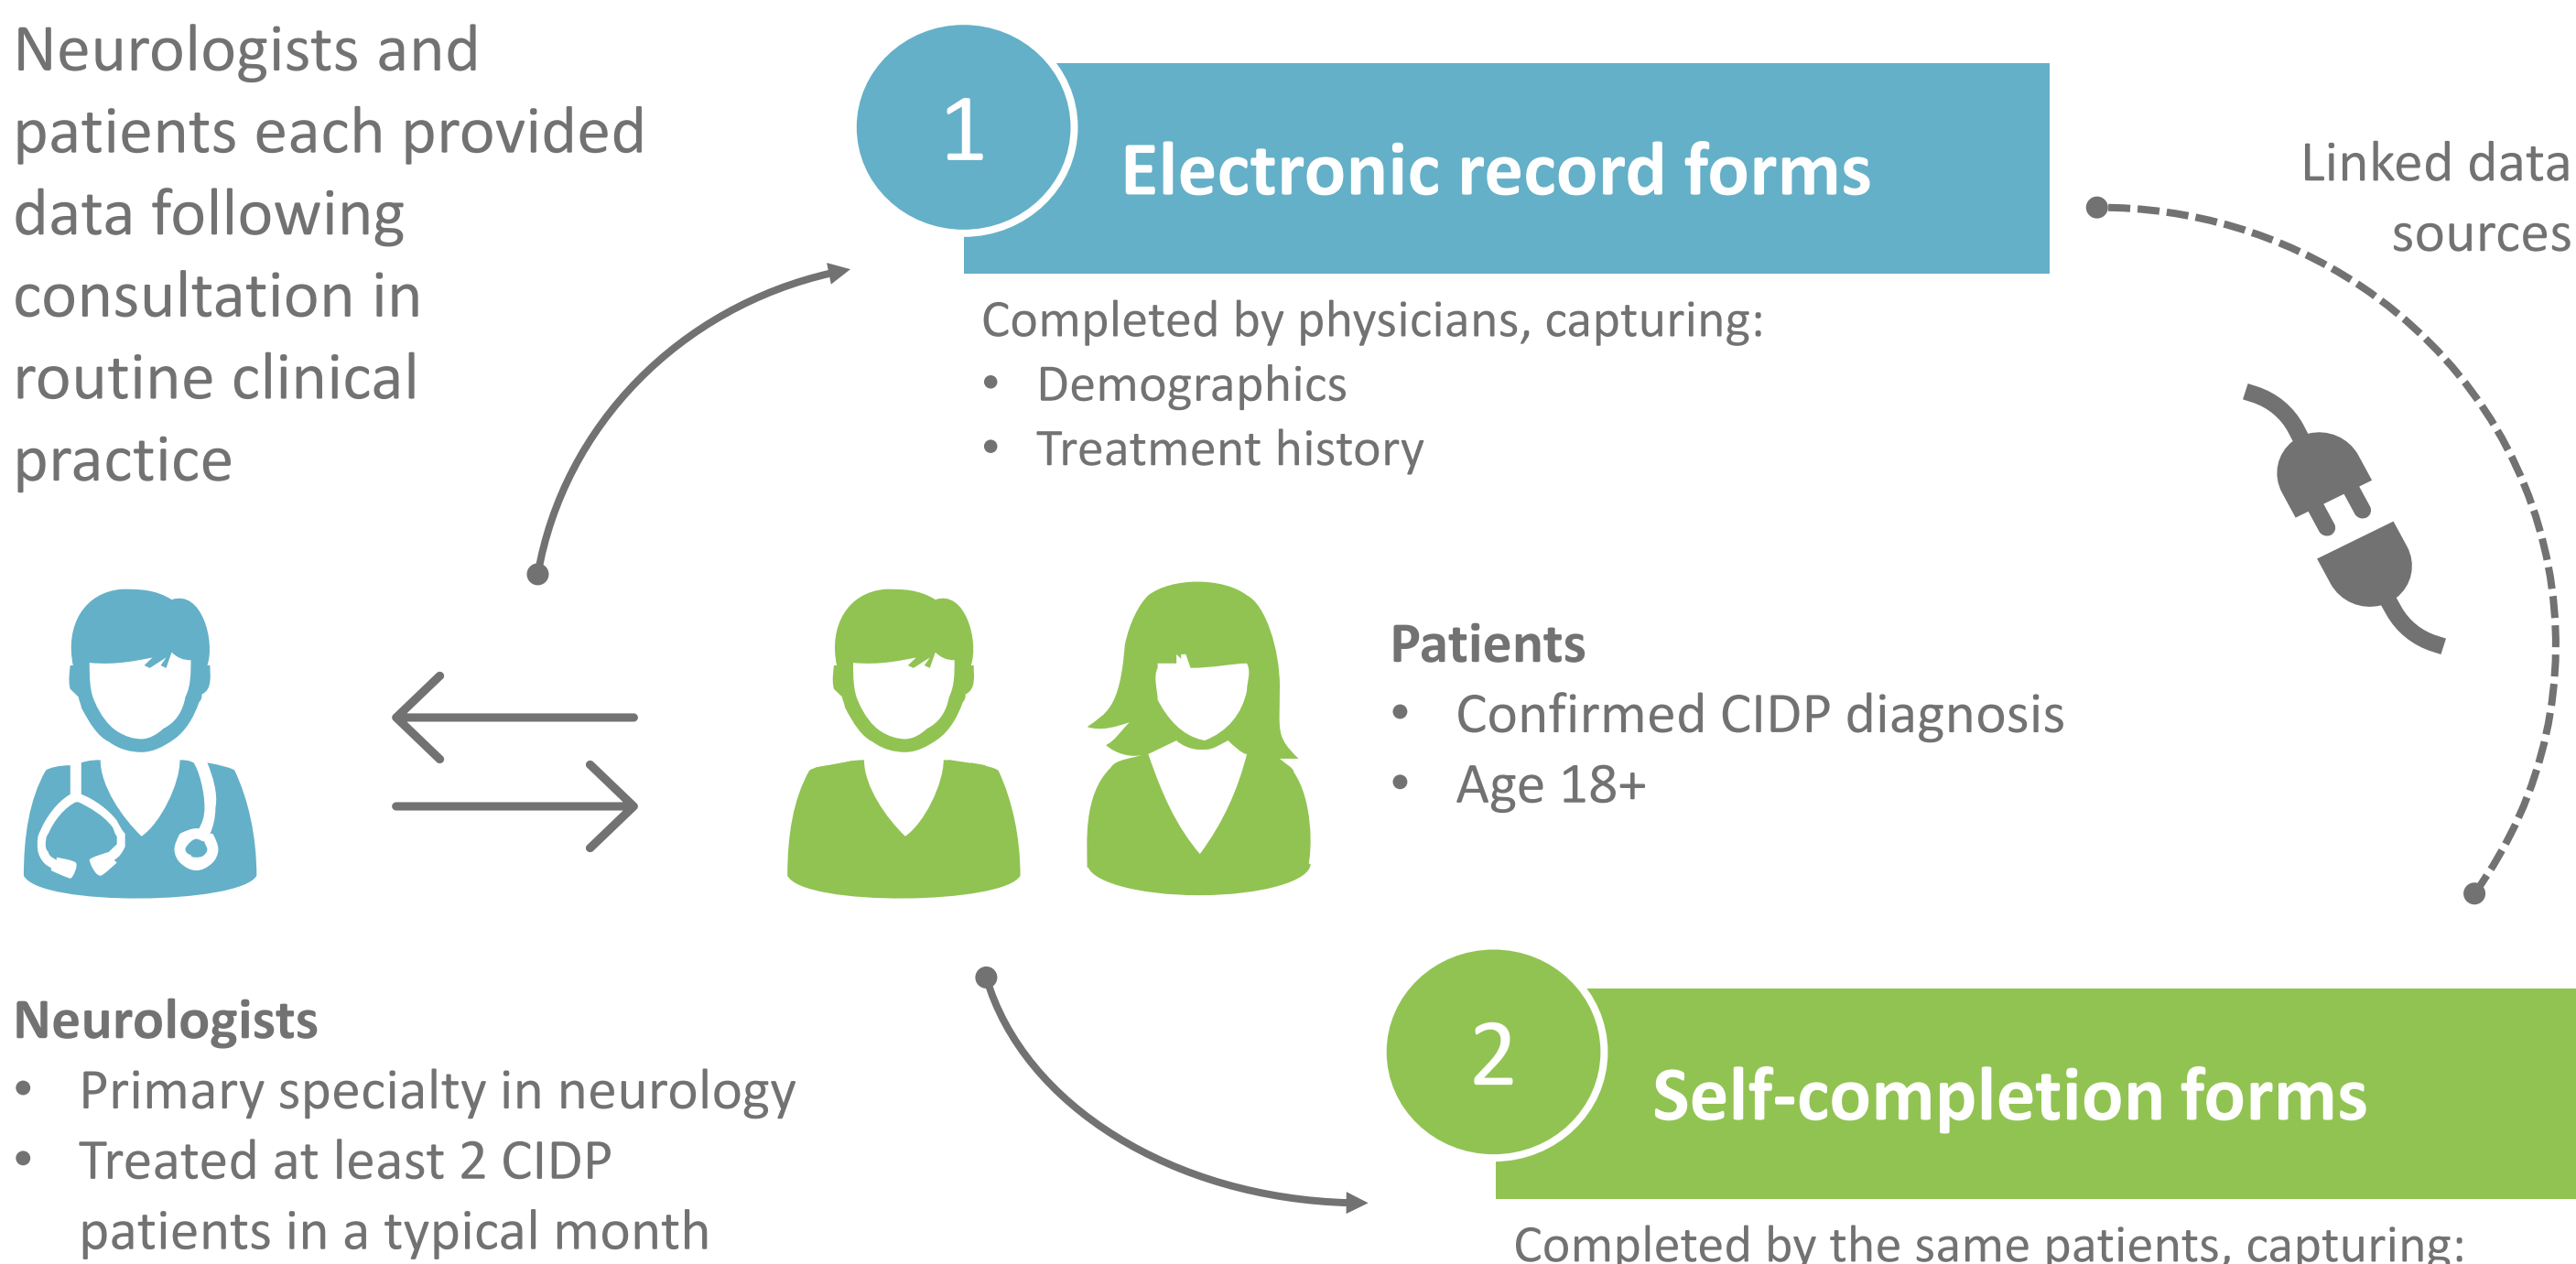 Neurologists and
patients each provided
data following
consultation in
routine clinical
practice
1
Electronic record forms
Linked data
sources
Completed by physicians, capturing:
• Demographics
• Treatment history
Patients
• Confirmed CIDP diagnosis
• Age 18+
Neurologists
• Primary specialty in neurology
• Treated at least 2 CIDP
patients in a typical month
2
Self-completion forms
Completed by the same patients, capturing: